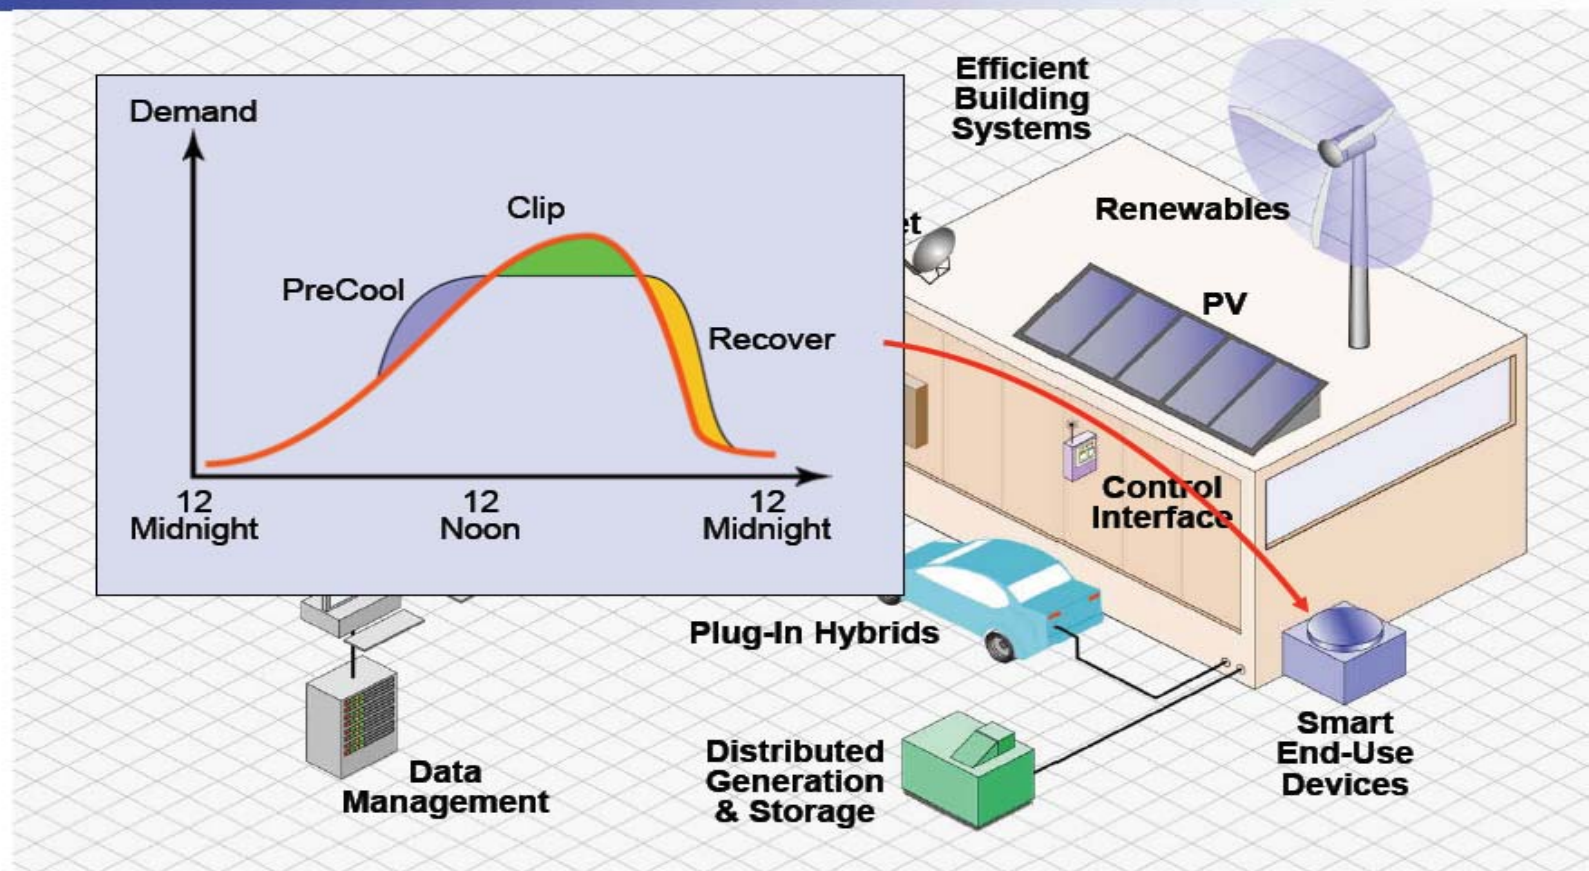 Demand
Clip
PreCool
Recover
12
Midnight
12
Noon
12
Midnight
Efficient
Building
Systems
Renewables
PV
Control
Interface
Plug-In Hybrids
Data
Management
Distributed
Generation
& Storage
Smart
End-Use
Devices